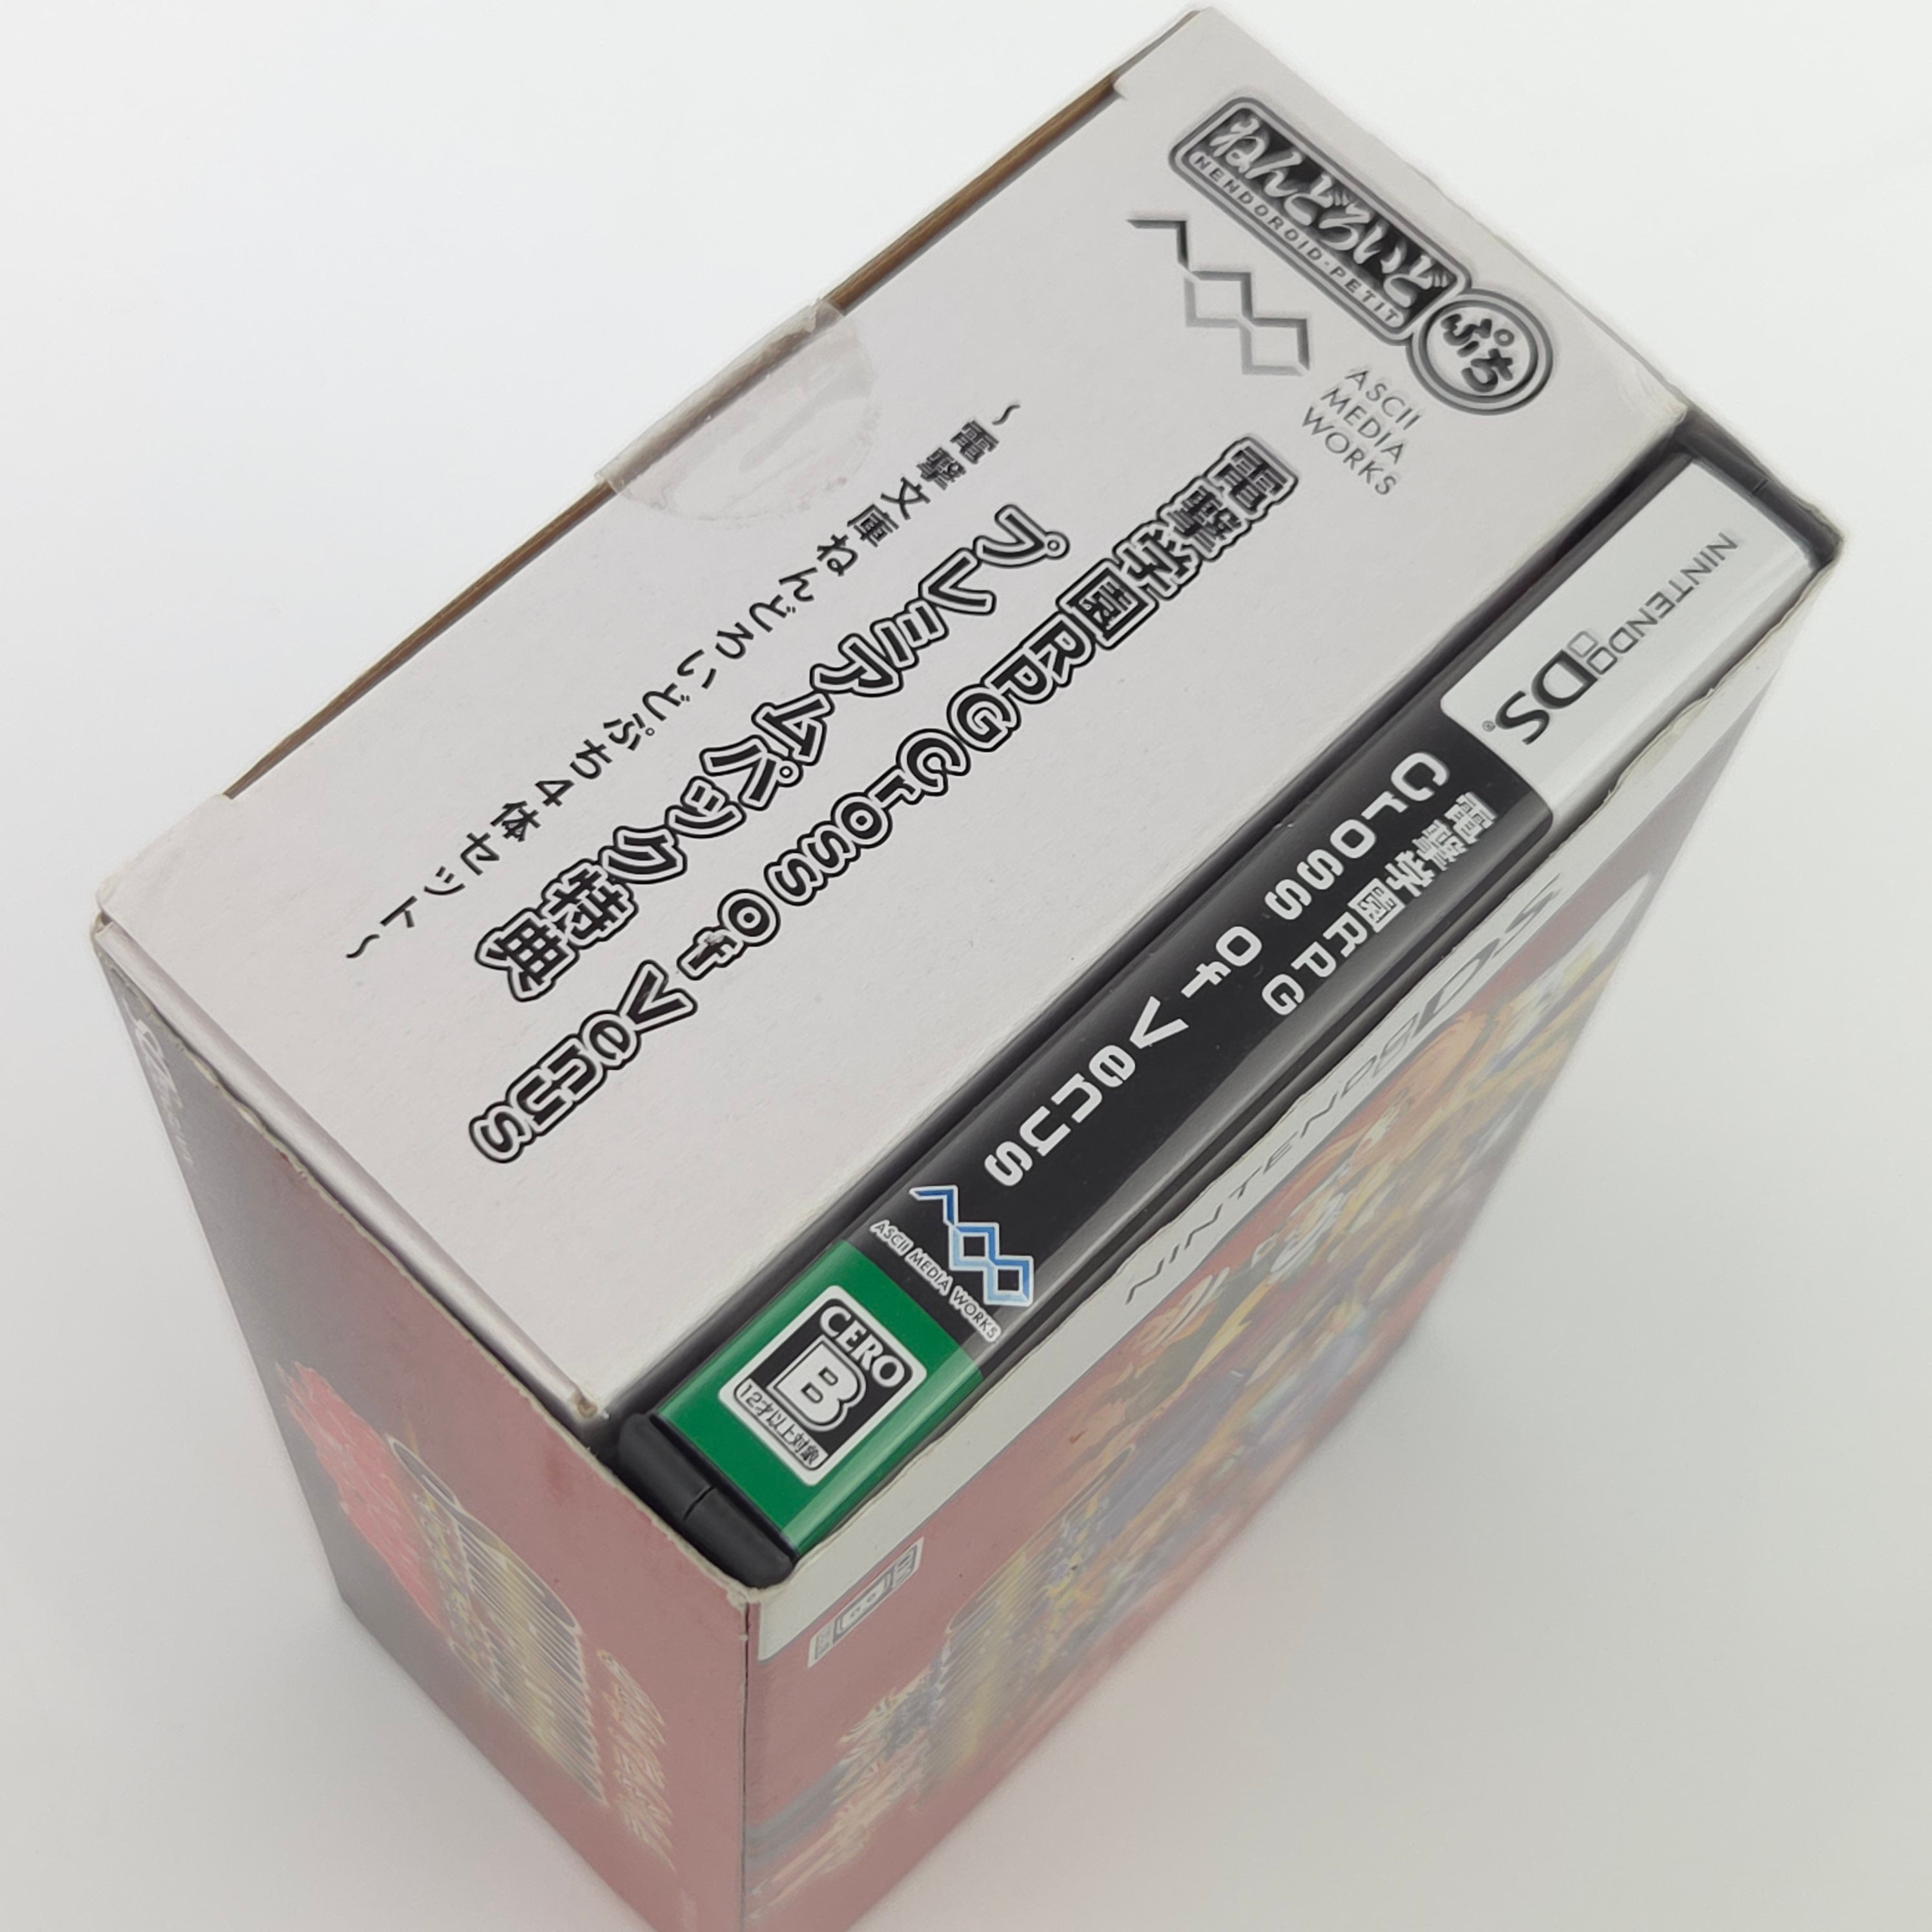 ねんどろいど ぷち
NENDOROID·PETIT
ASCII
MEDIA
WORKS
電撃学園RPG Cross of Venus
プレミアムパック特典
～電撃文庫ねんどろいどぷち4体セット～
NINTENDO DS®
電撃学園RPG
Cross of Venus
ASCII MEDIA WORKS
CERO
B
12才以上対象
NINTENDO DS